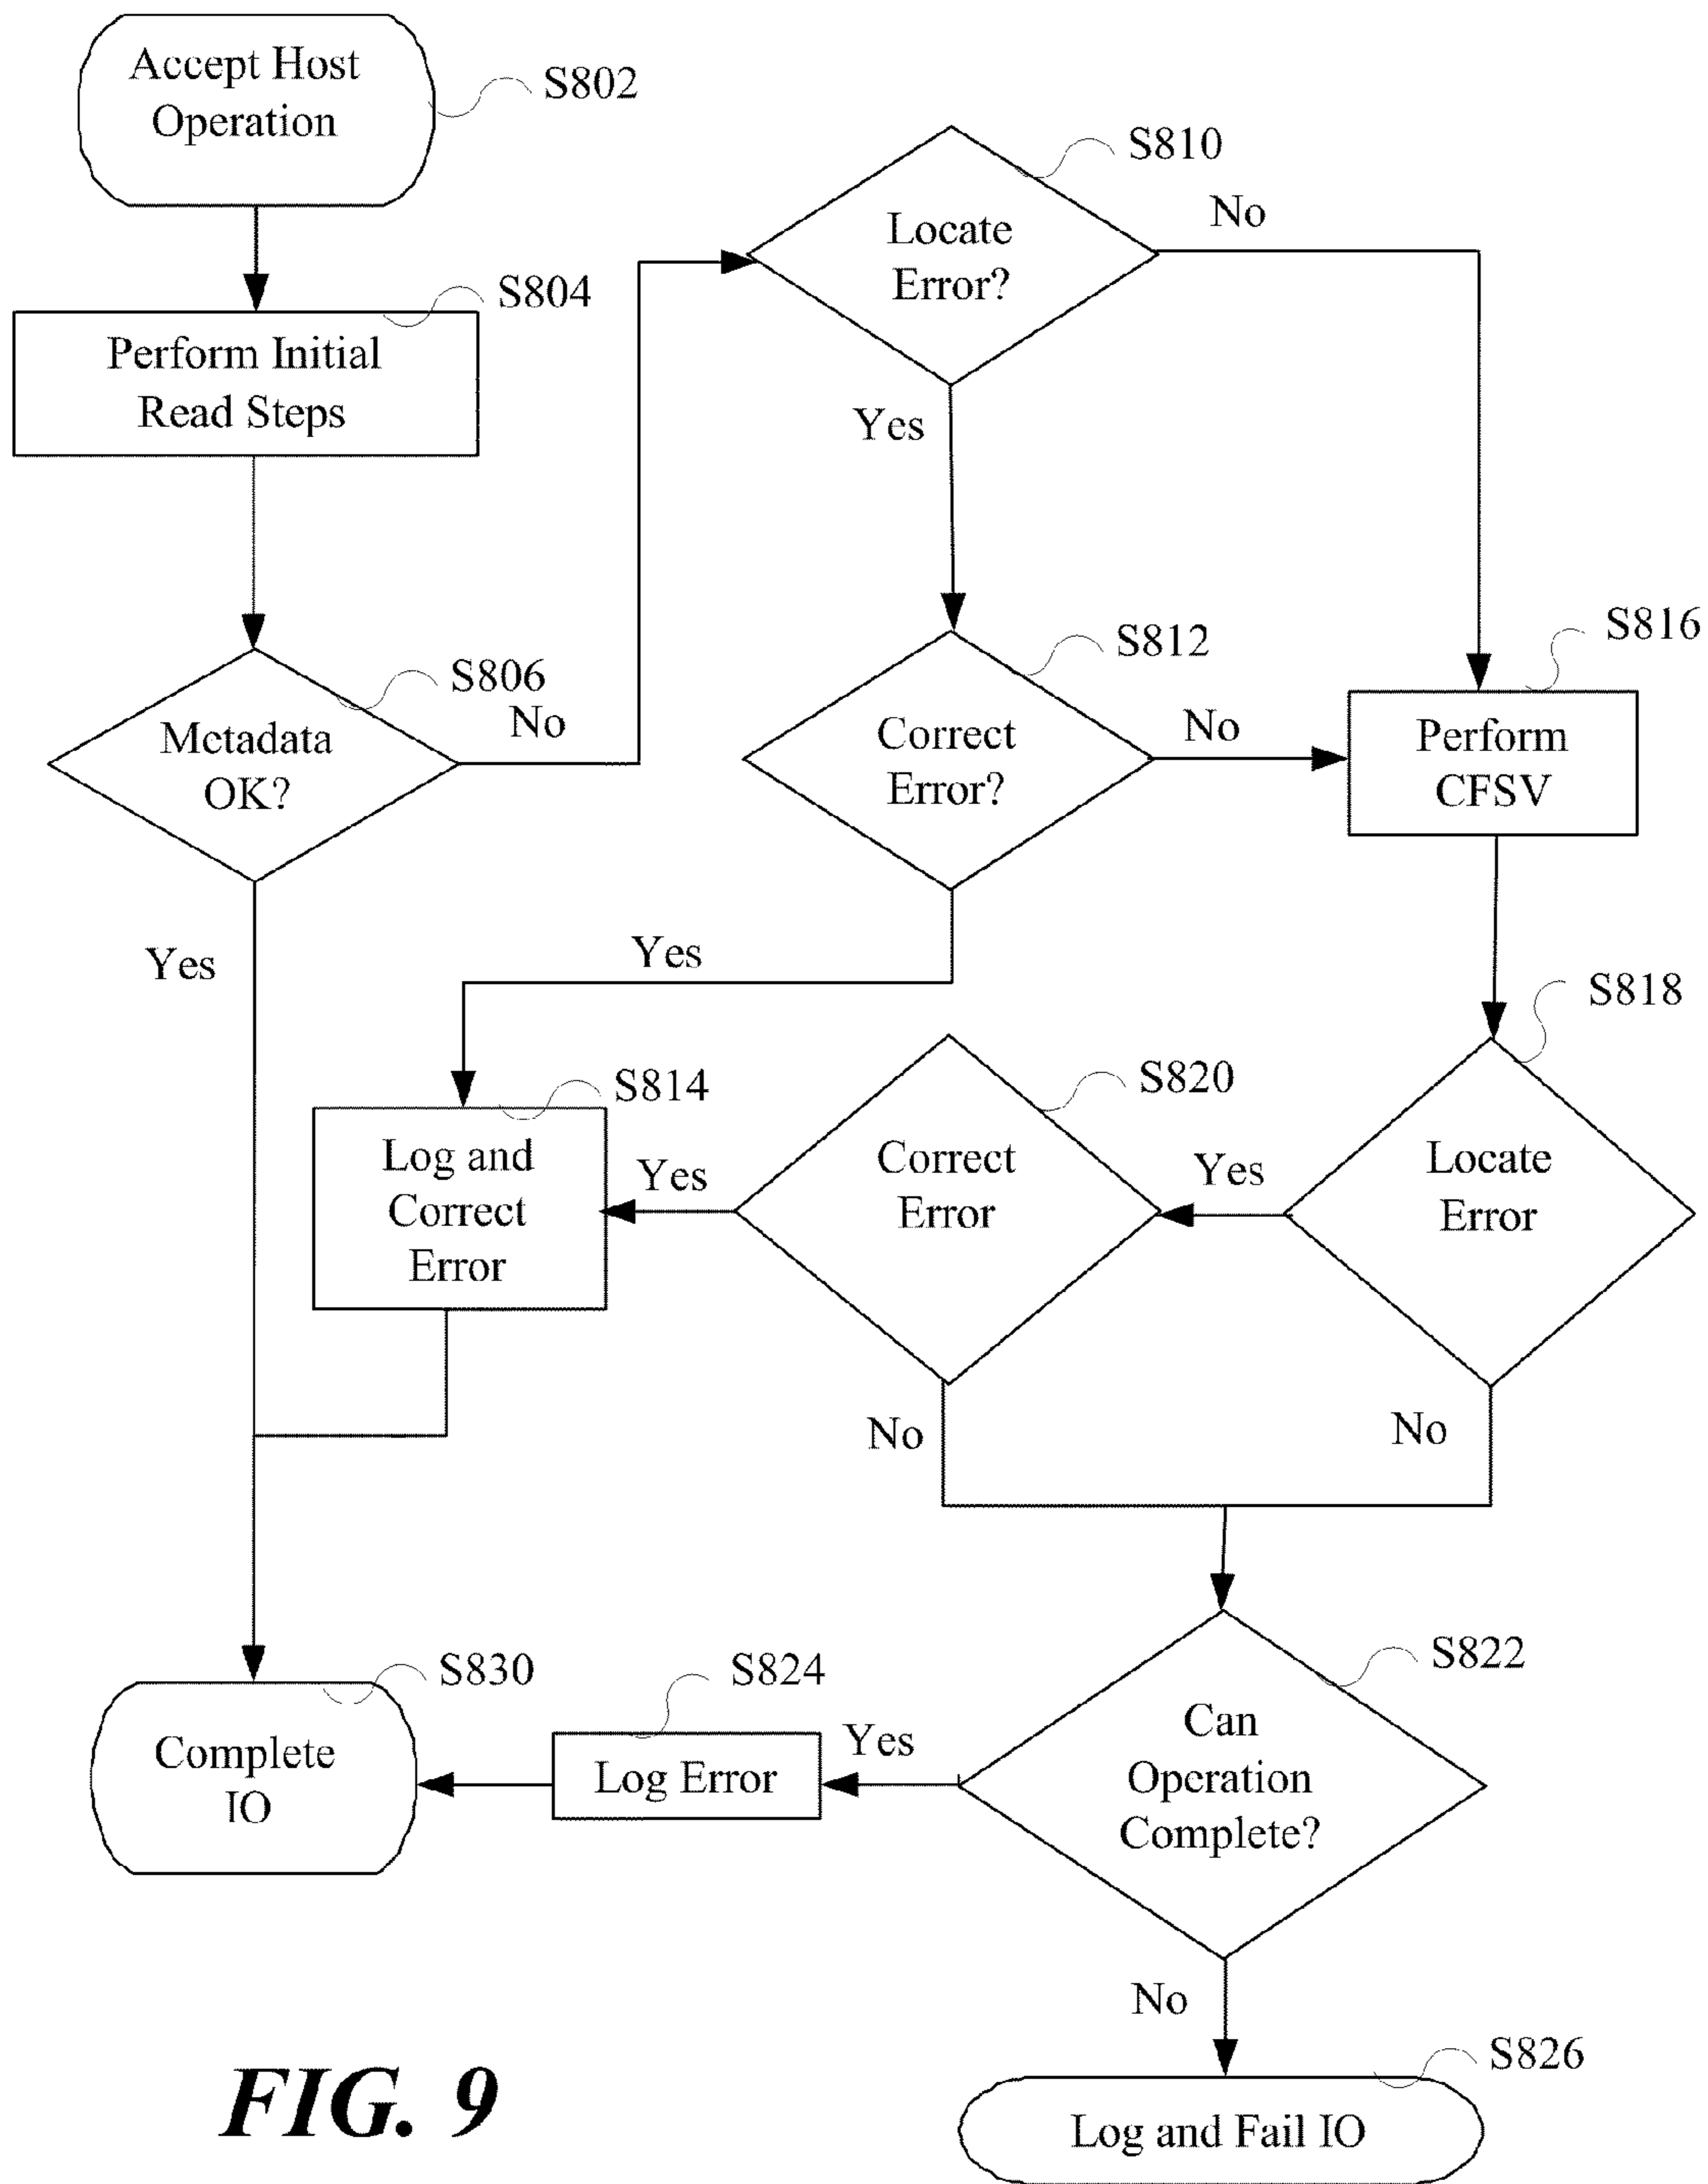 Accept Host
Operation
S802
S810
No
Locate
Error?
S804
Perform Initial
Read Steps
Yes
S812
S816
S806
No
Metadata
OK?
Correct
Error?
No
Perform
CFSV
Yes
Yes
S818
S814
S820
Log and
Correct
Error
Yes
Correct
Error
Yes
Locate
Error
No
No
S830
S824
S822
Complete
IO
Log Error
Yes
Can
Operation
Complete?
No
S826
Log and Fail IO
FIG. 9